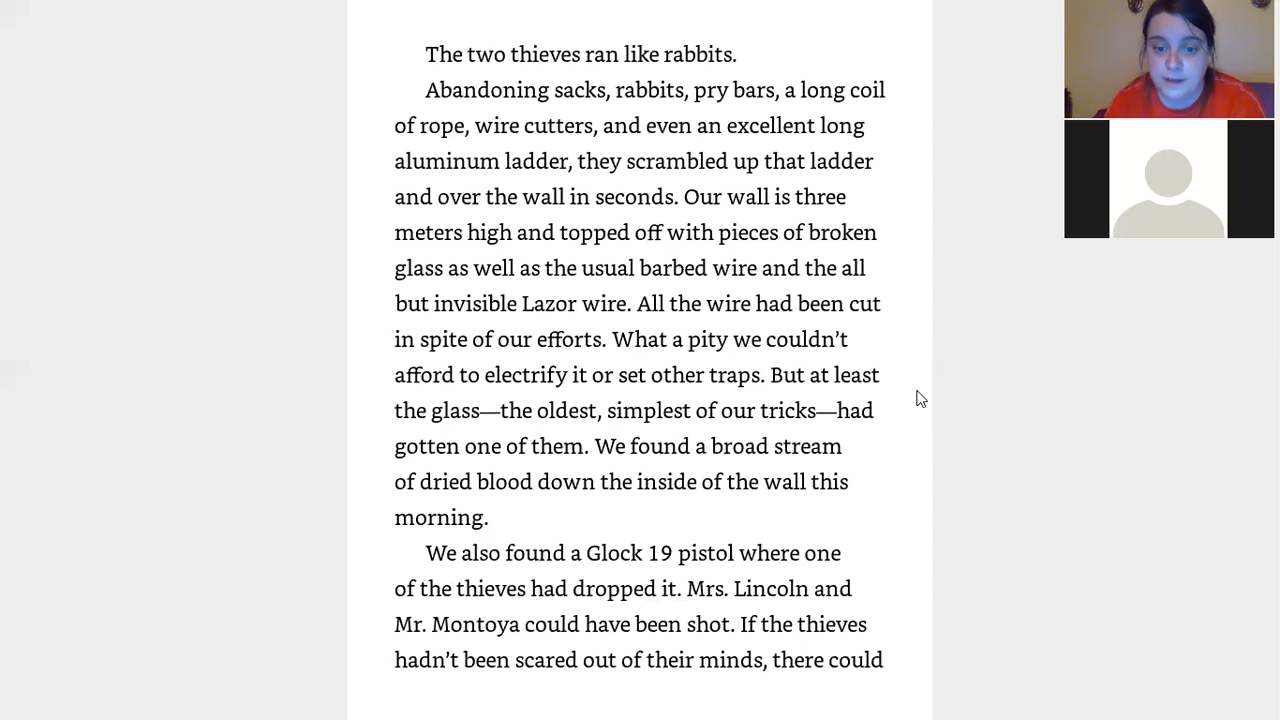 The two thieves ran like rabbits.
Abandoning sacks, rabbits, pry bars, a long coil
of rope, wire cutters, and even an excellent long
aluminum ladder, they scrambled up that ladder
and over the wall in seconds. Our wall is three
meters high and topped off with pieces of broken
glass as well as the usual barbed wire and the all
but invisible Lazor wire. All the wire had been cut
in spite of our efforts. What a pity we couldn’t
afford to electrify it or set other traps. But at least
the glass—the oldest, simplest of our tricks—had
gotten one of them. We found a broad stream
of dried blood down the inside of the wall this
morning.
We also found a Glock 19 pistol where one
of the thieves had dropped it. Mrs. Lincoln and
Mr. Montoya could have been shot. If the thieves
hadn’t been scared out of their minds, there could